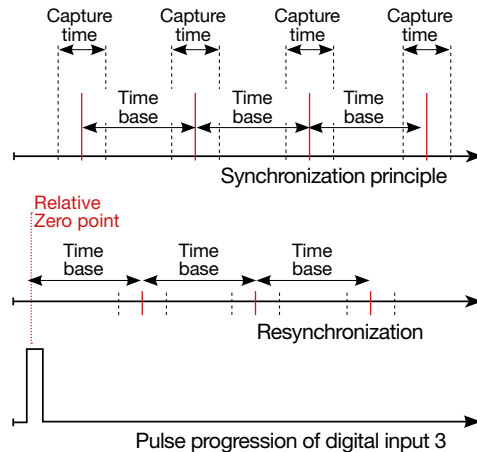 Capture time
Capture time
Capture time
Capture time
Time base
Time base
Time base
Synchronization principle
Relative
Zero point
Time base
Time base
Time base
Resynchronization
Pulse progression of digital input 3